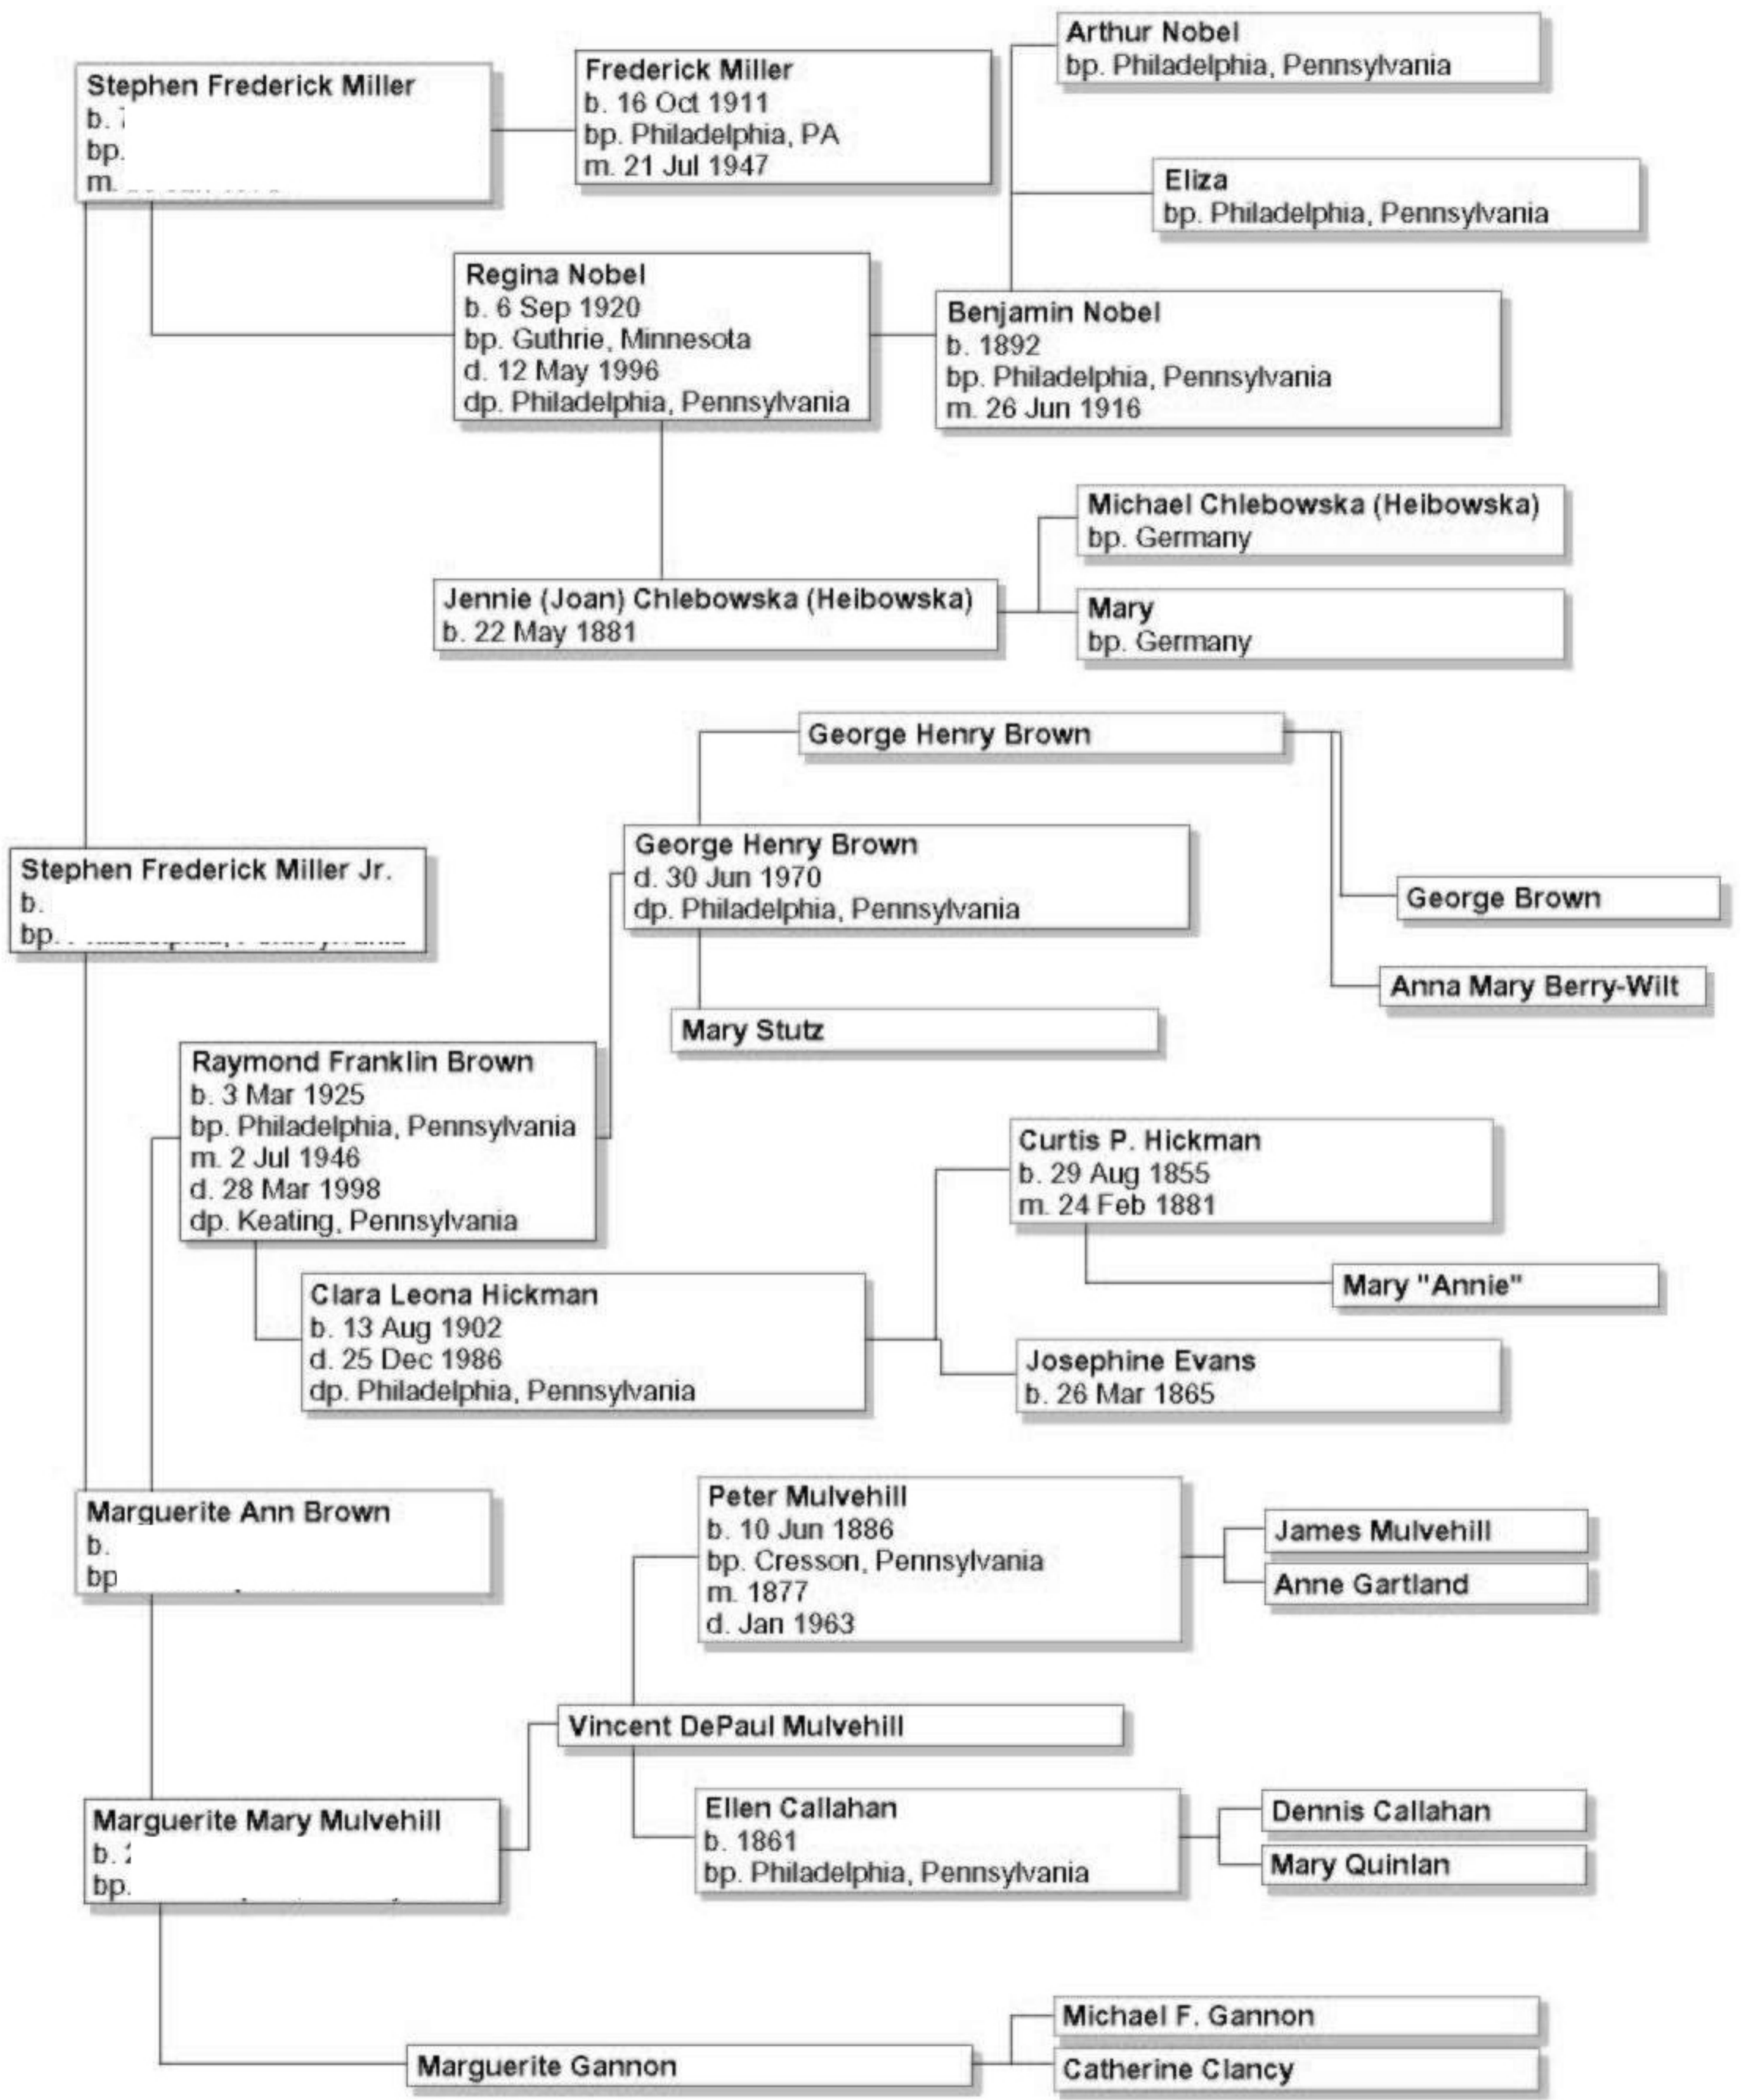 Arthur Nobel
bp. Philadelphia, Pennsylvania
Stephen Frederick Miller
b.
bp.
m.
Frederick Miller
b. 16 Oct 1911
bp. Philadelphia, PA
m. 21 Jul 1947
Eliza
bp. Philadelphia, Pennsylvania
Regina Nobel
b. 6 Sep 1920
bp. Guthrie, Minnesota
d. 12 May 1996
dp. Philadelphia, Pennsylvania
Benjamin Nobel
b. 1892
bp. Philadelphia, Pennsylvania
m. 26 Jun 1916
Michael Chlebowska (Heibowska)
bp. Germany
Jennie (Joan) Chlebowska (Heibowska)
b. 22 May 1881
Mary
bp. Germany
George Henry Brown
George Henry Brown
d. 30 Jun 1970
dp. Philadelphia, Pennsylvania
Stephen Frederick Miller Jr.
b.
bp.
George Brown
Anna Mary Berry-Wilt
Mary Stutz
Raymond Franklin Brown
b. 3 Mar 1925
bp. Philadelphia, Pennsylvania
m. 2 Jul 1946
d. 28 Mar 1998
dp. Keating, Pennsylvania
Curtis P. Hickman
b. 29 Aug 1855
m. 24 Feb 1881
Mary "Annie"
Clara Leona Hickman
b. 13 Aug 1902
d. 25 Dec 1986
dp. Philadelphia, Pennsylvania
Josephine Evans
b. 26 Mar 1865
Marguerite Ann Brown
b.
bp
Peter Mulvehill
b. 10 Jun 1886
bp. Cresson, Pennsylvania
m. 1877
d. Jan 1963
James Mulvehill
Anne Gartland
Vincent DePaul Mulvehill
Marguerite Mary Mulvehill
b.
bp.
Ellen Callahan
b. 1861
bp. Philadelphia, Pennsylvania
Dennis Callahan
Mary Quinlan
Michael F. Gannon
Marguerite Gannon
Catherine Clancy